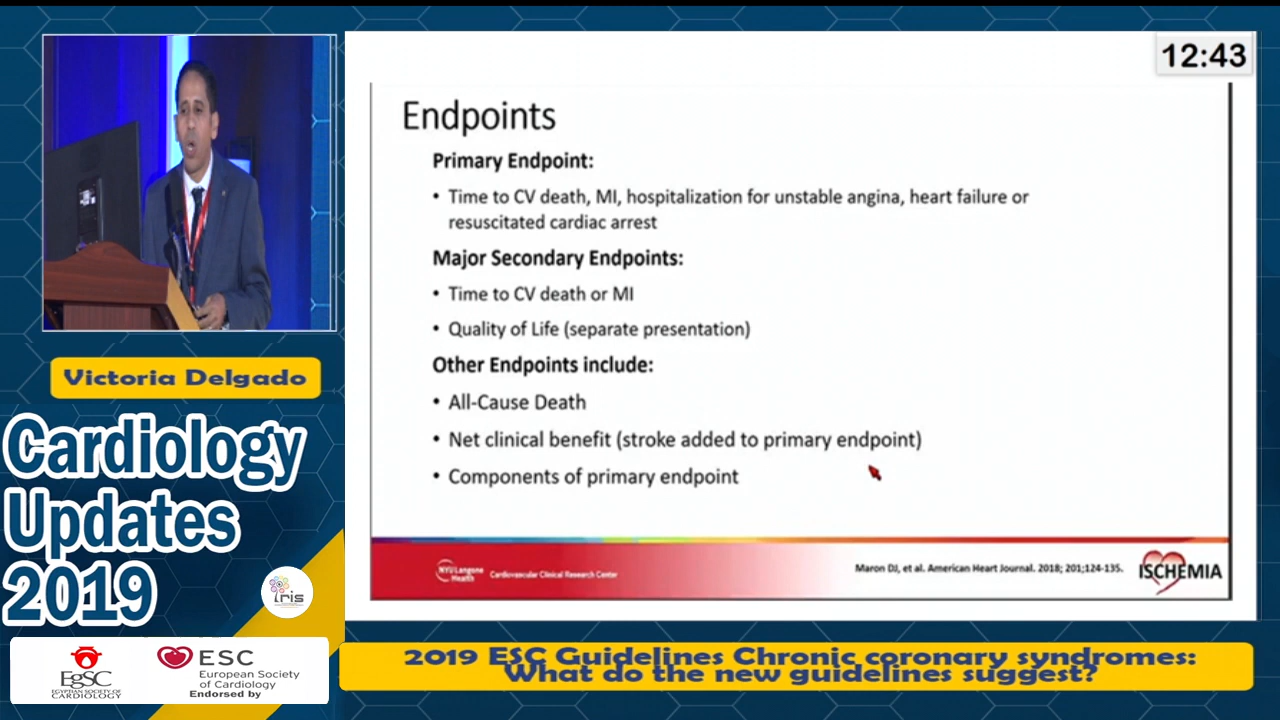 12:43
Endpoints
Primary Endpoint:
• Time to CV death, MI, hospitalization for unstable angina, heart failure or
resuscitated cardiac arrest
Major Secondary Endpoints:
• Time to CV death or MI
• Quality of Life (separate presentation)
Other Endpoints include:
• All-Cause Death
• Net clinical benefit (stroke added to primary endpoint)
• Components of primary endpoint
NYU Langone
Health
Cardiovascular Clinical Research Center
Maron DJ, et al. American Heart Journal. 2018; 201;124-135.
ISCHEMIA
Victoria Delgado
Cardiology
Updates
2019
iris
EgSC
EGYPTIAN SOCIETY OF
CARDIOLOGY
ESC
European Society
of Cardiology
Endorsed by
2019 ESC Guidelines Chronic coronary syndromes:
What do the new guidelines suggest?